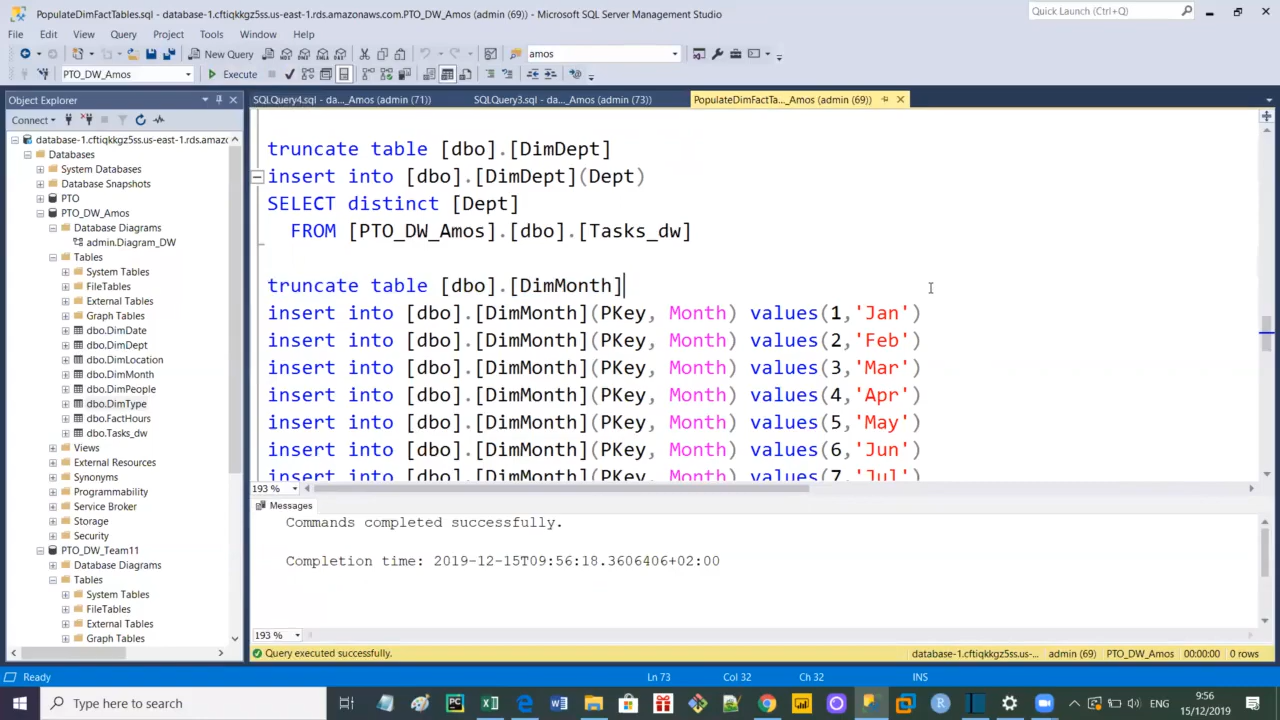 PopulateDimFactTables.sql - database-1.cftiqkkgz5ss.us-east-1.rds.amazonaws.com.PTO_DW_Amos (admin (69)) - Microsoft SQL Server Management Studio
Quick Launch (Ctrl+Q)
File Edit View Query Project Tools Window Help
New Query
amos
PTO_DW_Amos
Execute
Object Explorer
SQLQuery4.sql - da..._Amos (admin (71))
SQLQuery3.sql - da..._Amos (admin (73))
PopulateDimFactTa..._Amos (admin (69))
Connect
database-1.cftiqkkgz5ss.us-east-1.rds.amazo
Databases
System Databases
Database Snapshots
PTO
PTO_DW_Amos
Database Diagrams
admin.Diagram_DW
Tables
System Tables
FileTables
External Tables
Graph Tables
dbo.DimDate
dbo.DimDept
dbo.DimLocation
dbo.DimMonth
dbo.DimPeople
dbo.DimType
dbo.FactHours
dbo.Tasks_dw
Views
External Resources
Synonyms
Programmability
Service Broker
Storage
Security
PTO_DW_Team11
Database Diagrams
Tables
System Tables
FileTables
External Tables
Graph Tables
truncate table [dbo].[DimDept]
insert into [dbo].[DimDept](Dept)
SELECT distinct [Dept]
FROM [PTO_DW_Amos].[dbo].[Tasks_dw]
truncate table [dbo].[DimMonth]
insert into [dbo].[DimMonth](PKey, Month) values(1,'Jan')
insert into [dbo].[DimMonth](PKey, Month) values(2,'Feb')
insert into [dbo].[DimMonth](PKey, Month) values(3,'Mar')
insert into [dbo].[DimMonth](PKey, Month) values(4,'Apr')
insert into [dbo].[DimMonth](PKey, Month) values(5,'May')
insert into [dbo].[DimMonth](PKey, Month) values(6,'Jun')
insert into [dbo].[DimMonth](PKey, Month) values(7,'Jul')
193 %
Messages
Commands completed successfully.
Completion time: 2019-12-15T09:56:18.3606406+02:00
193 %
Query executed successfully.
database-1.cftiqkkgz5ss.us-... admin (69) PTO_DW_Amos 00:00:00 0 rows
Ready
Ln 73
Col 32
Ch 32
INS
Type here to search
ENG
9:56
15/12/2019